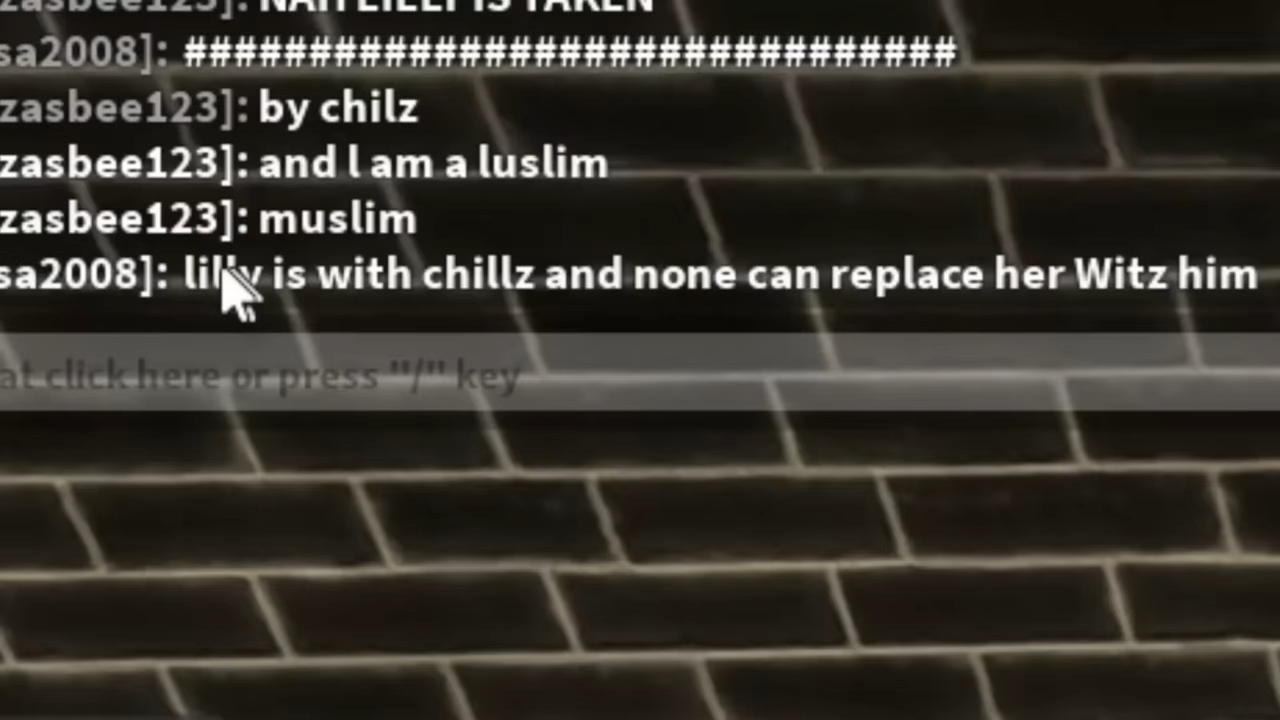 zasbee123]: NAH LILLY IS TAKEN
sa2008]: ###############################
zasbee123]: by chilz
zasbee123]: and l am a luslim
zasbee123]: muslim
sa2008]: lilly is with chillz and none can replace her Witz him
at click here or press "/" key